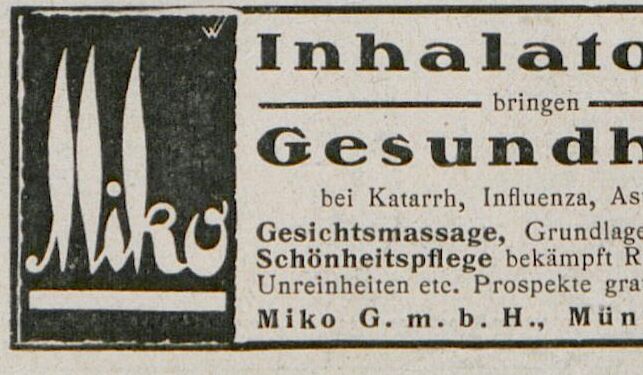 Miko
Inhalato
bringen
Gesundh
bei Katarrh, Influenza, As
Gesichtsmassage, Grundlage
Schönheitspflege bekämpft R
Unreinheiten etc. Prospekte gra
Miko G. m. b. H., Mün